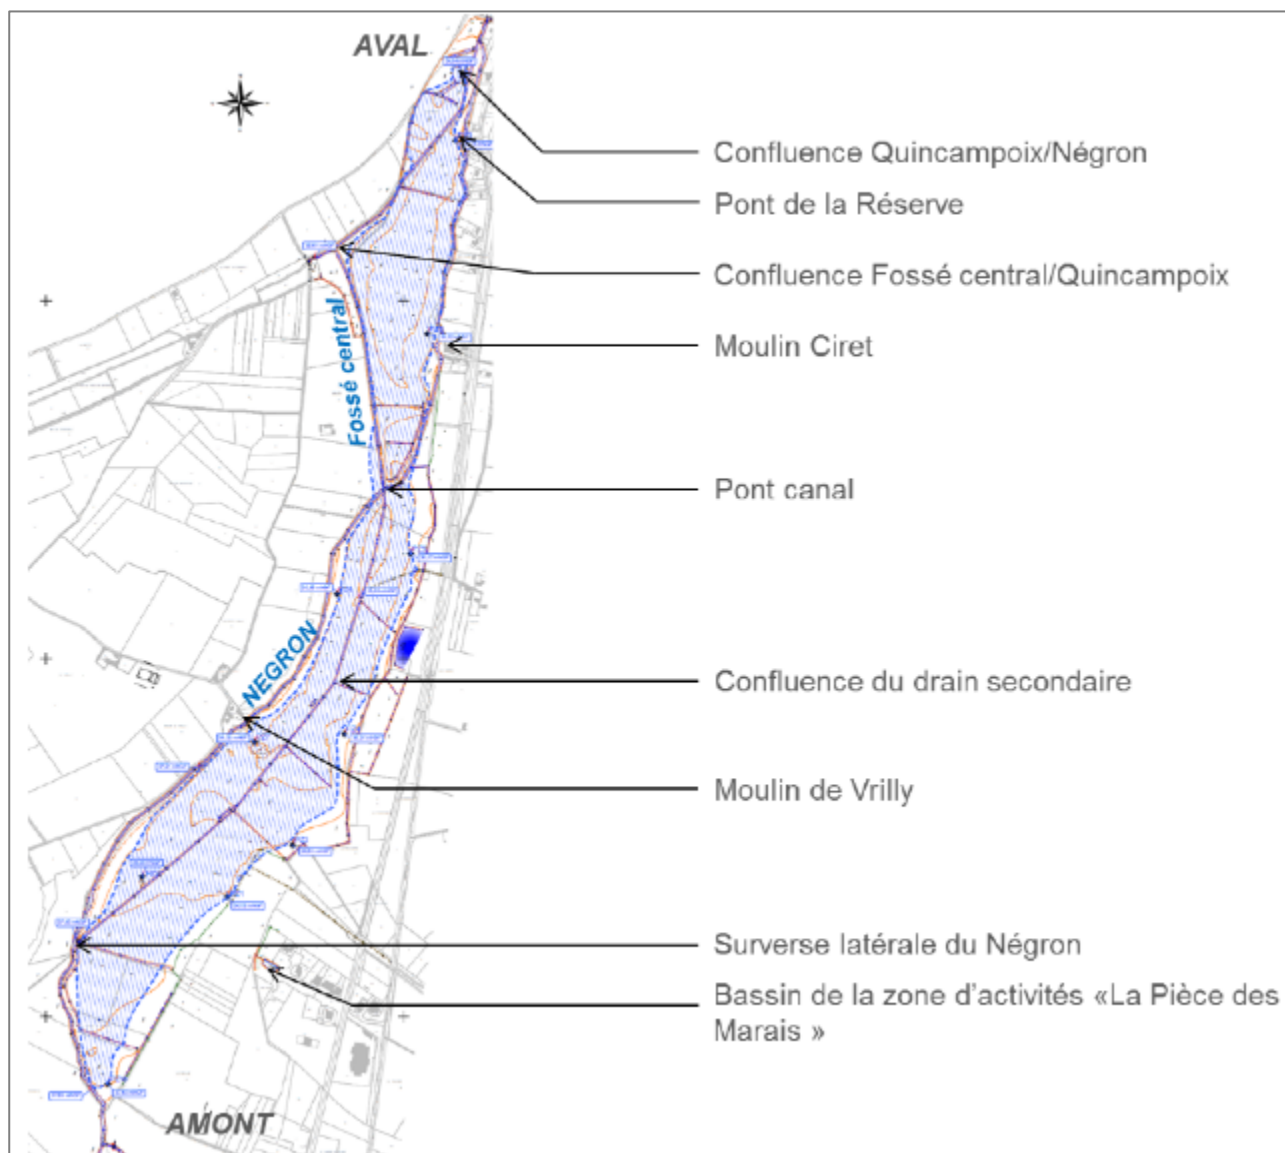 AVAL
Confluence Quincampoix/Négron
Pont de la Réserve
Confluence Fossé central/Quincampoix
Fossé central
Moulin Ciret
Pont canal
NEGRON
Confluence du drain secondaire
Moulin de Vrilly
Surverse latérale du Négron
Bassin de la zone d'activités «La Pièce des
Marais »
AMONT